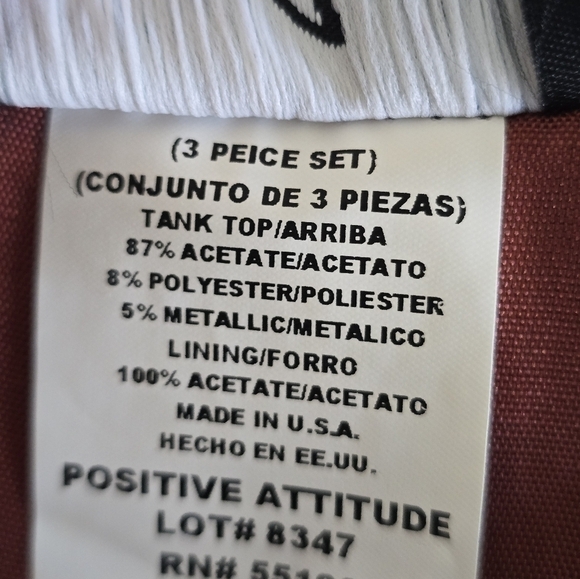 (3 PEICE SET)
(CONJUNTO DE 3 PIEZAS)
TANK TOP/ARRIBA
87% ACETATE/ACETATO
8% POLYESTER/POLIESTER
5% METALLIC/METALICO
LINING/FORRO
100% ACETATE/ACETATO
MADE IN U.S.A.
HECHO EN EE.UU.
POSITIVE ATTITUDE
LOT# 8347
RN#